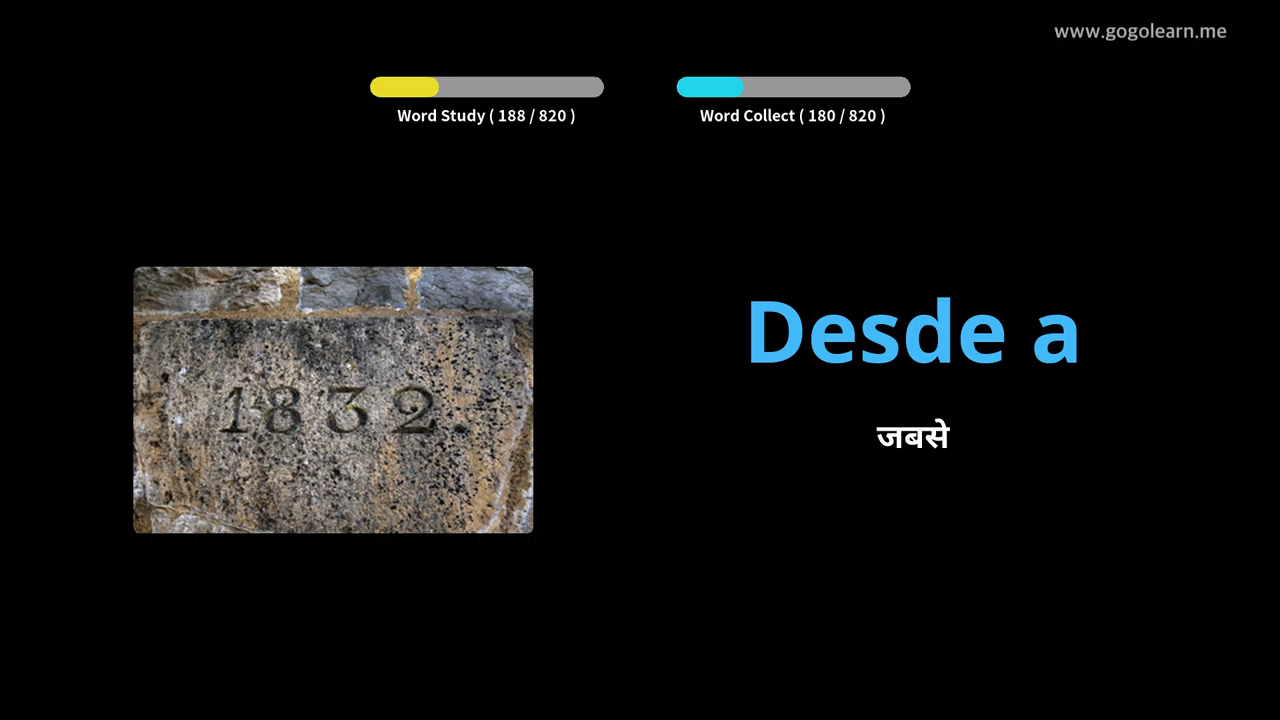 www.gogolearn.me
Word Study ( 188 / 820 )
Word Collect ( 180 / 820 )
1832.
Desde a
जबसे